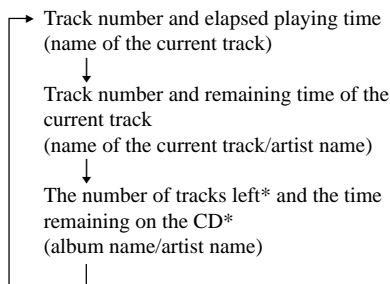 Track number and elapsed playing time
(name of the current track)
Track number and remaining time of the
current track
(name of the current track/artist name)
The number of tracks left* and the time
remaining on the CD*
(album name/artist name)